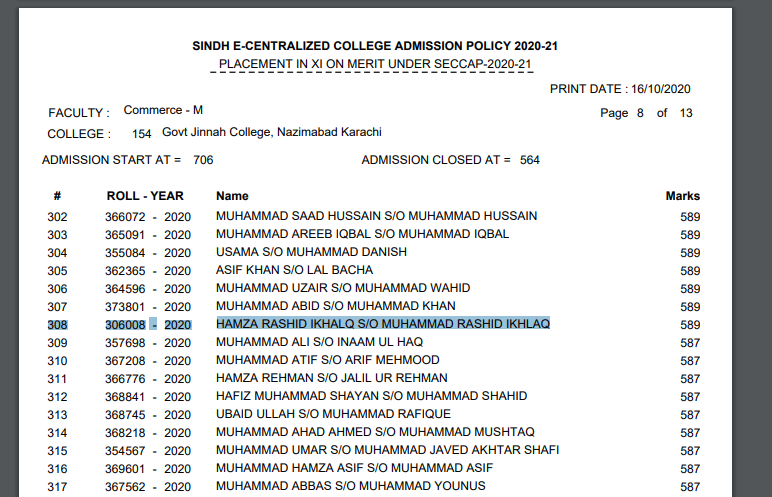 SINDH E-CENTRALIZED COLLEGE ADMISSION POLICY 2020-21
PLACEMENT IN XI ON MERIT UNDER SECCAP-2020-21
PRINT DATE : 16/10/2020
FACULTY : Commerce - M Page 8 of 13
COLLEGE : 154 Govt Jinnah College, Nazimabad Karachi
ADMISSION START AT = 706 ADMISSION CLOSED AT = 564
# ROLL - YEAR Name Marks
302 366072 - 2020 MUHAMMAD SAAD HUSSAIN S/O MUHAMMAD HUSSAIN 589
303 365091 - 2020 MUHAMMAD AREEB IQBAL S/O MUHAMMAD IQBAL 589
304 355084 - 2020 USAMA S/O MUHAMMAD DANISH 589
305 362365 - 2020 ASIF KHAN S/O LAL BACHA 589
306 364596 - 2020 MUHAMMAD UZAIR S/O MUHAMMAD WAHID 589
307 373801 - 2020 MUHAMMAD ABID S/O MUHAMMAD KHAN 589
308 306008 - 2020 HAMZA RASHID IKHALQ S/O MUHAMMAD RASHID IKHLAQ 589
309 357698 - 2020 MUHAMMAD ALI S/O INAAM UL HAQ 587
310 367208 - 2020 MUHAMMAD ATIF S/O ARIF MEHMOOD 587
311 366776 - 2020 HAMZA REHMAN S/O JALIL UR REHMAN 587
312 368841 - 2020 HAFIZ MUHAMMAD SHAYAN S/O MUHAMMAD SHAHID 587
313 368745 - 2020 UBAID ULLAH S/O MUHAMMAD RAFIQUE 587
314 368218 - 2020 MUHAMMAD AHAD AHMED S/O MUHAMMAD MUSHTAQ 587
315 354567 - 2020 MUHAMMAD UMAR S/O MUHAMMAD JAVED AKHTAR SHAFI 587
316 369601 - 2020 MUHAMMAD HAMZA ASIF S/O MUHAMMAD ASIF 587
317 367562 - 2020 MUHAMMAD ABBAS S/O MUHAMMAD YOUNUS 587